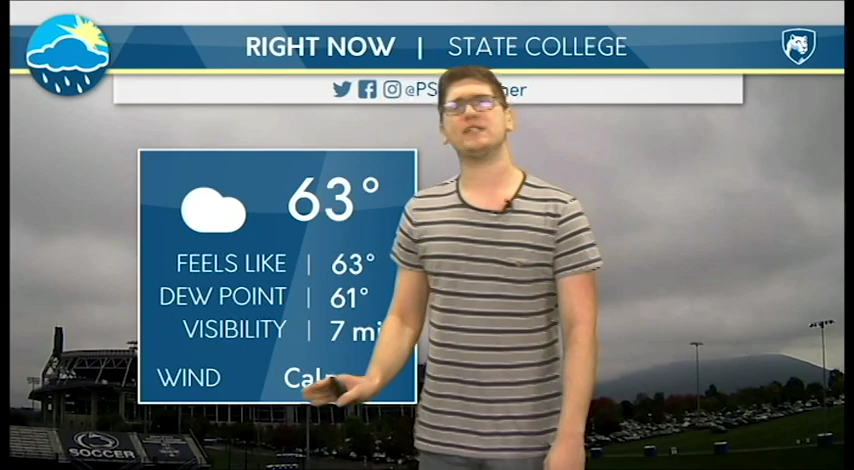 RIGHT NOW | STATE COLLEGE
63°
FEELS LIKE | 63°
DEW POINT | 61°
VISIBILITY | 7 mi
WIND
SOCCER